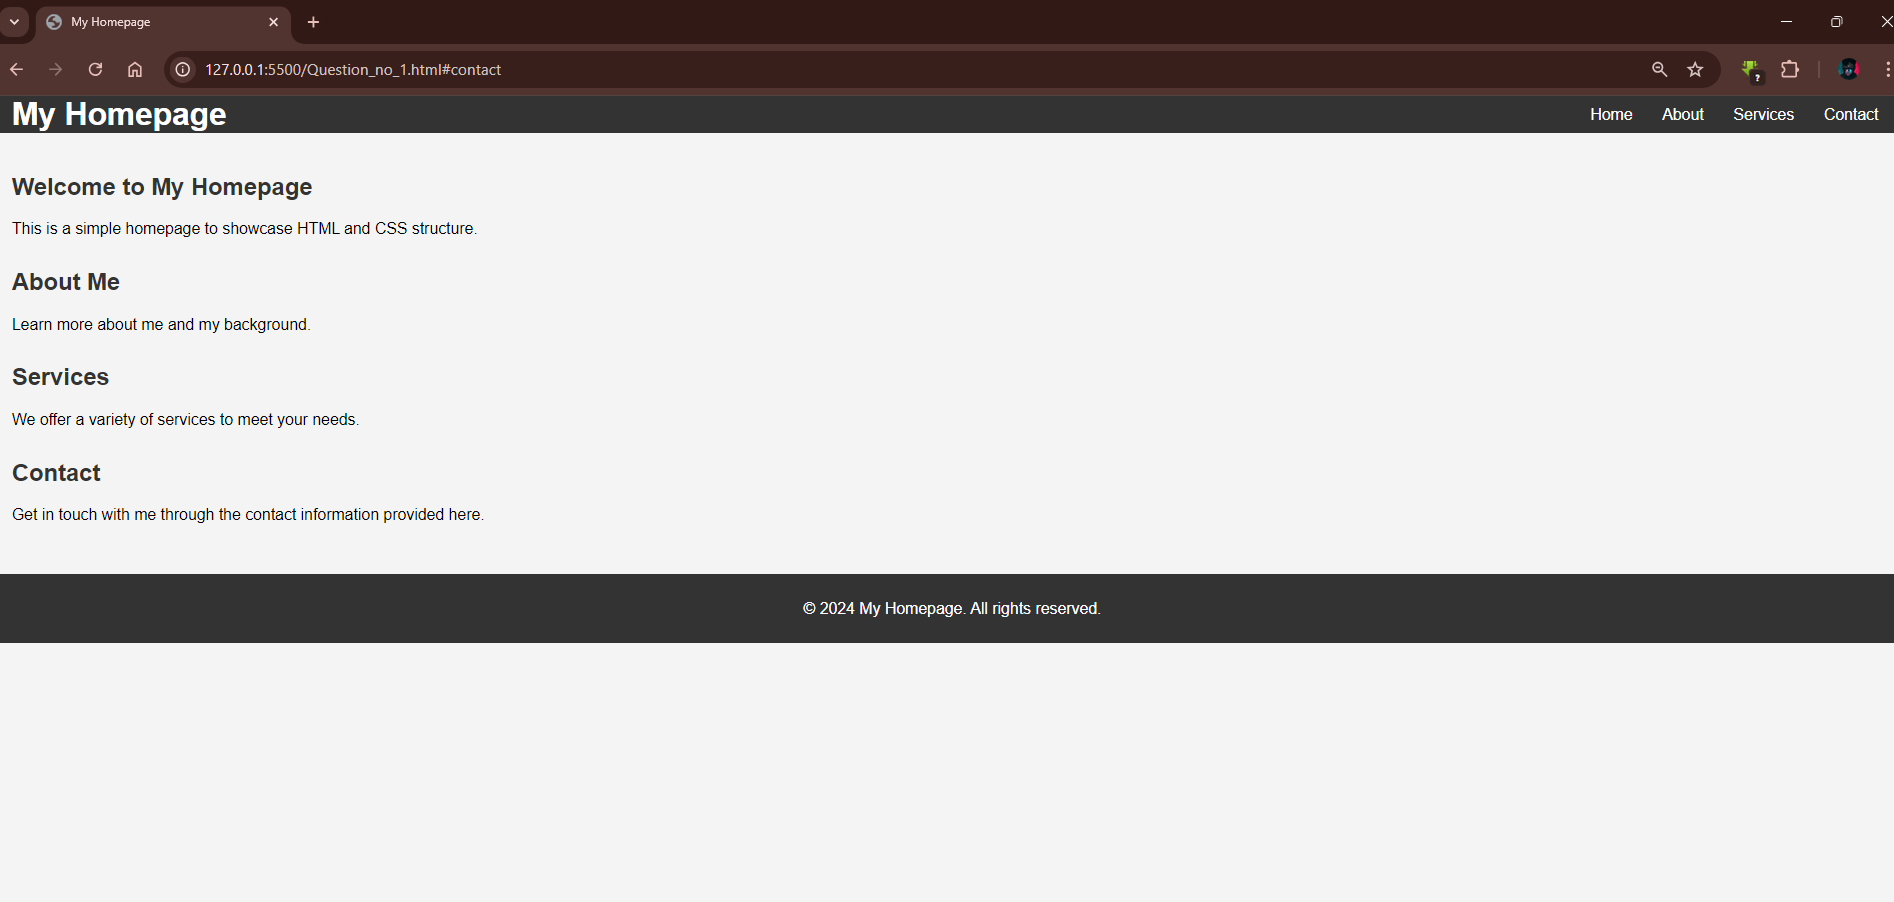 My Homepage
127.0.0.1:5500/Question_no_1.html#contact
?
My Homepage
Home About Services Contact
Welcome to My Homepage
This is a simple homepage to showcase HTML and CSS structure.
About Me
Learn more about me and my background.
Services
We offer a variety of services to meet your needs.
Contact
Get in touch with me through the contact information provided here.
© 2024 My Homepage. All rights reserved.